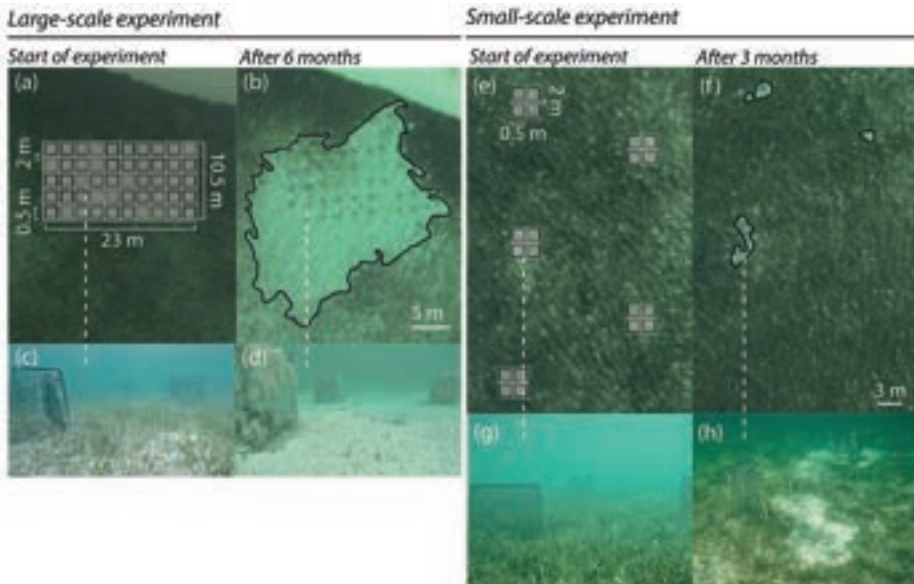 Large-scale experiment
Start of experiment
After 6 months
(a)
(b)
2 m
0.5 m
10.5 m
23 m
5 m
(c)
(d)
Small-scale experiment
Start of experiment
After 3 months
(e)
(f)
2 m
0.5 m
3 m
(g)
(h)